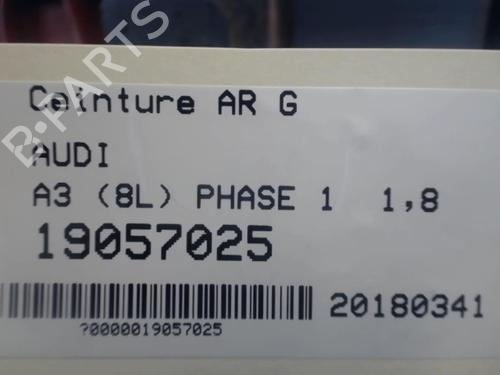 Ceinture AR G
AUDI
A3 (8L) PHASE 1 1,8
19057025
20180341
?0000019057025
B-PARTS